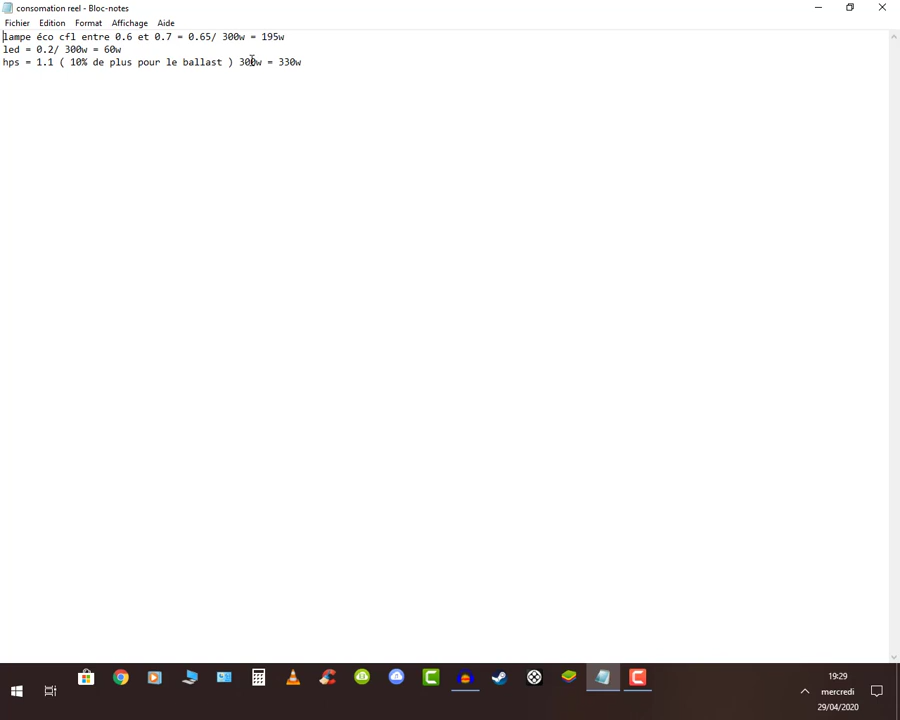 consomation reel - Bloc-notes
Fichier Edition Format Affichage Aide
lampe éco cfl entre 0.6 et 0.7 = 0.65/ 300w = 195w
led = 0.2/ 300w = 60w
hps = 1.1 ( 10% de plus pour le ballast ) 300w = 330w
19:29
mercredi
29/04/2020